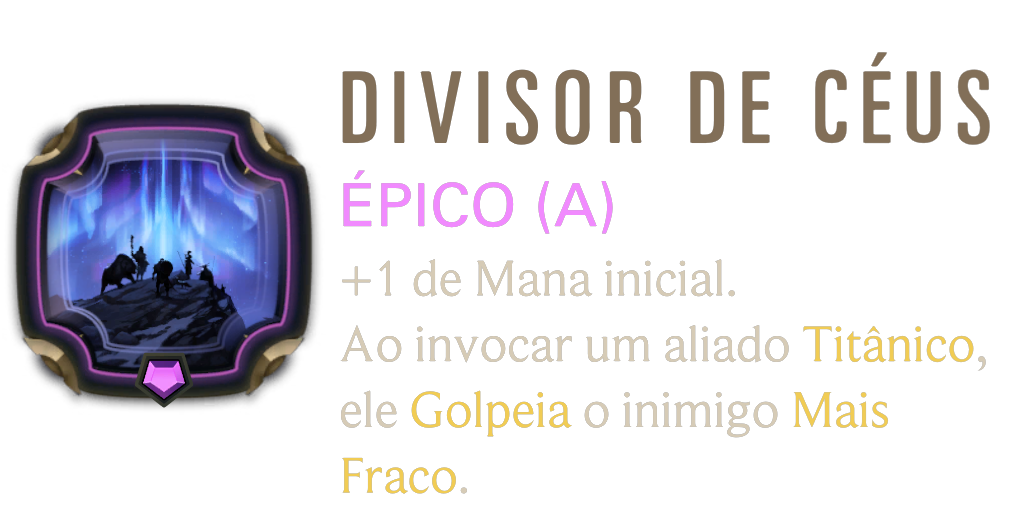 DIVISOR DE CÉUS
ÉPICO (A)
+1 de Mana inicial.
Ao invocar um aliado Titânico,
ele Golpeia o inimigo Mais
Fraco.